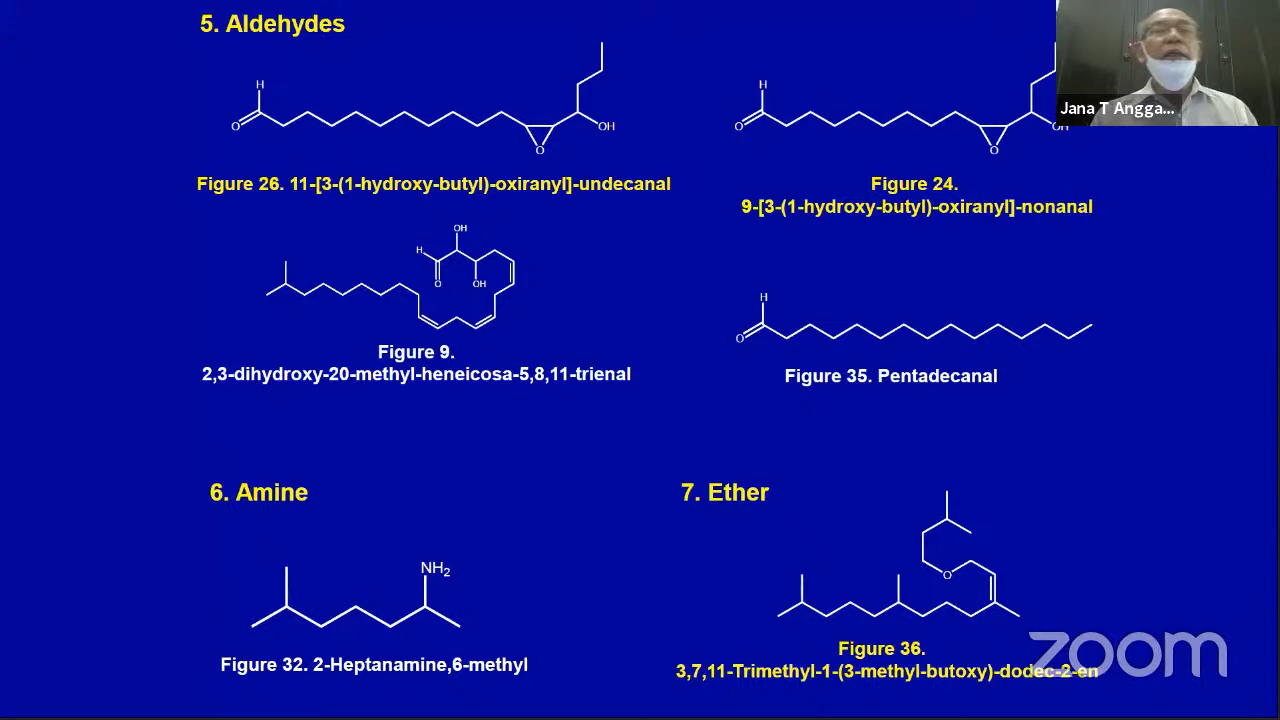 5. Aldehydes
H
O
O
OH
H
O
O
OH
Jana T Angga...
Figure 26. 11-[3-(1-hydroxy-butyl)-oxiranyl]-undecanal
Figure 24.
9-[3-(1-hydroxy-butyl)-oxiranyl]-nonanal
OH
H
O
OH
Figure 9.
2,3-dihydroxy-20-methyl-heneicosa-5,8,11-trienal
H
O
Figure 35. Pentadecanal
6. Amine
NH2
Figure 32. 2-Heptanamine,6-methyl
7. Ether
O
Figure 36.
3,7,11-Trimethyl-1-(3-methyl-butoxy)-dodec-2-en
zoom